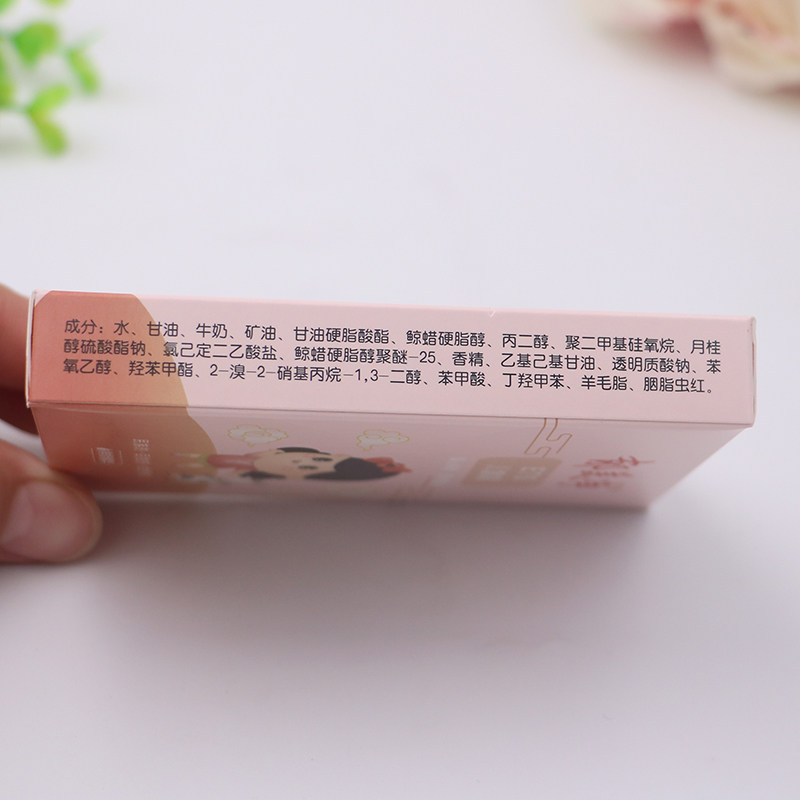 成分：水、甘油、牛奶、矿油、甘油硬脂酸酯、鲸蜡硬脂醇、丙二醇、聚二甲基硅氧烷、月桂
醇硫酸酯钠、氯己定二乙酸盐、鲸蜡硬脂醇聚醚-25、香精、乙基己基甘油、透明质酸钠、苯
氧乙醇、羟苯甲酯、2-溴-2-硝基丙烷-1,3-二醇、苯甲酸、丁羟甲苯、羊毛脂、胭脂虫红。